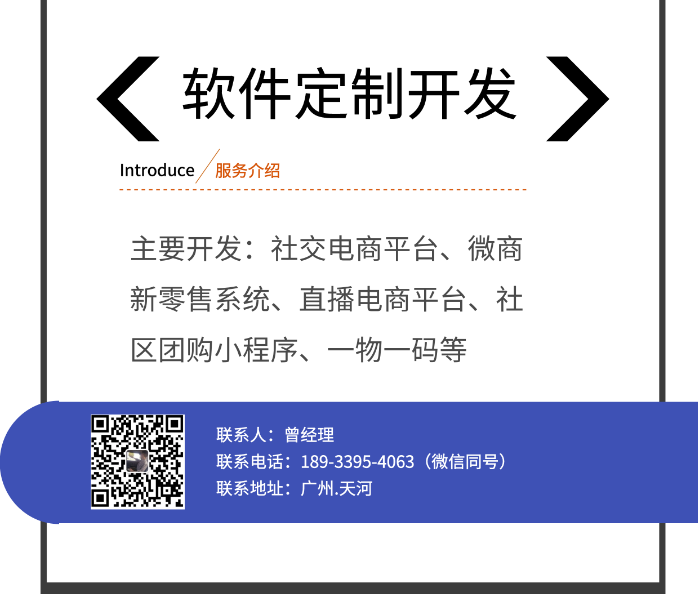 软件定制开发
Introduce 服务介绍
主要开发：社交电商平台、微商
新零售系统、直播电商平台、社
区团购小程序、一物一码等
联系人：曾经理
联系电话：189-3395-4063（微信同号）
联系地址：广州.天河